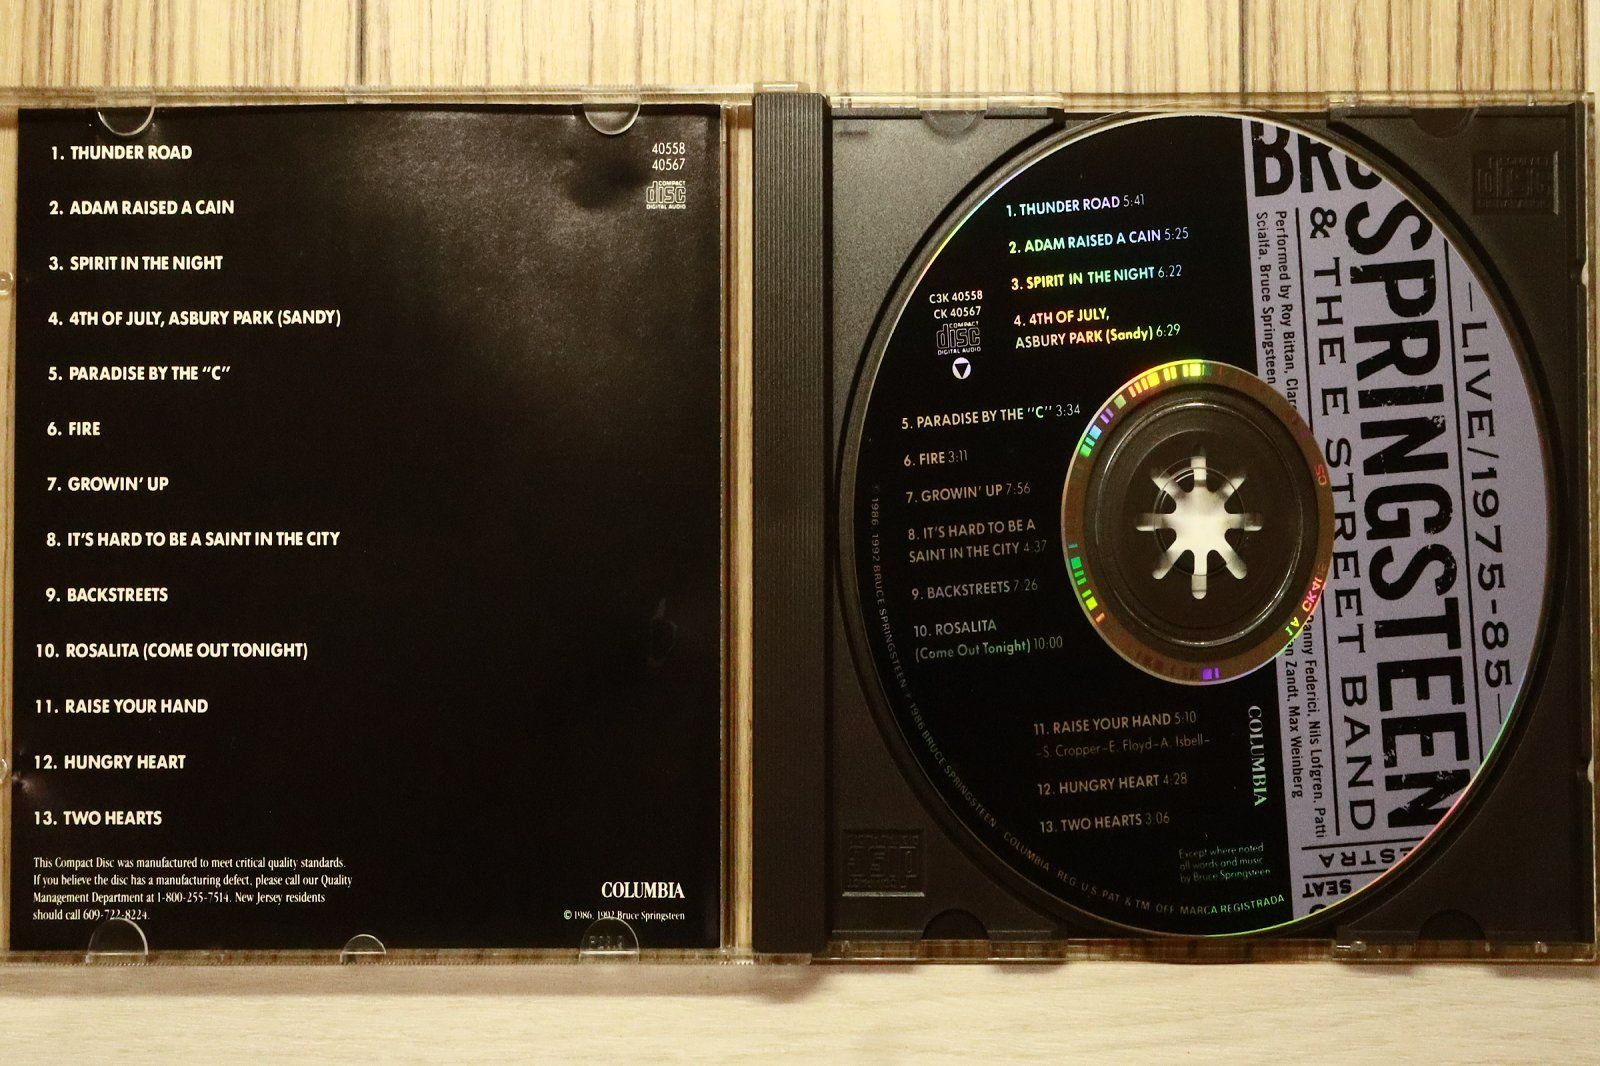 1. THUNDER ROAD
2. ADAM RAISED A CAIN
3. SPIRIT IN THE NIGHT
4. 4TH OF JULY, ASBURY PARK (SANDY)
5. PARADISE BY THE "C"
6. FIRE
7. GROWIN' UP
8. IT'S HARD TO BE A SAINT IN THE CITY
9. BACKSTREETS
10. ROSALITA (COME OUT TONIGHT)
11. RAISE YOUR HAND
12. HUNGRY HEART
13. TWO HEARTS
40558
40567
COMPACT
disc
DIGITAL AUDIO
This Compact Disc was manufactured to meet critical quality standards.
If you believe the disc has a manufacturing defect, please call our Quality
Management Department at 1-800-255-7514. New Jersey residents
should call 609-722-8224.
COLUMBIA
© 1986, 1992 Bruce Springsteen
1. THUNDER ROAD 5:41
2. ADAM RAISED A CAIN 5:25
3. SPIRIT IN THE NIGHT 6:22
4. 4TH OF JULY,
ASBURY PARK (Sandy) 6:29
C3K 40558
CK 40567
COMPACT
disc
DIGITAL AUDIO
5. PARADISE BY THE "C" 3:34
6. FIRE 3:11
7. GROWIN' UP 7:56
8. IT'S HARD TO BE A
SAINT IN THE CITY 4:37
9. BACKSTREETS 7:26
10. ROSALITA
(Come Out Tonight) 10:00
11. RAISE YOUR HAND 5:10
–S. Cropper–E. Floyd–A. Isbell–
12. HUNGRY HEART 4:28
13. TWO HEARTS 3:06
Except where noted
all words and music
by Bruce Springsteen
1986, 1992 BRUCE SPRINGSTEEN ℗ 1986 BRUCE SPRINGSTEEN COLUMBIA REG. U.S. PAT. & TM. OFF. MARCA REGISTRADA
BRU
SPRINGSTEEN
& THE E STREET BAND
–LIVE/1975-85–
Performed by Roy Bittan,
Danny Federici, Nils Lofgren, Patti
Scialfa, Bruce Springsteen
Zandt, Max Weinberg
COLUMBIA
ESTRA
SEAT